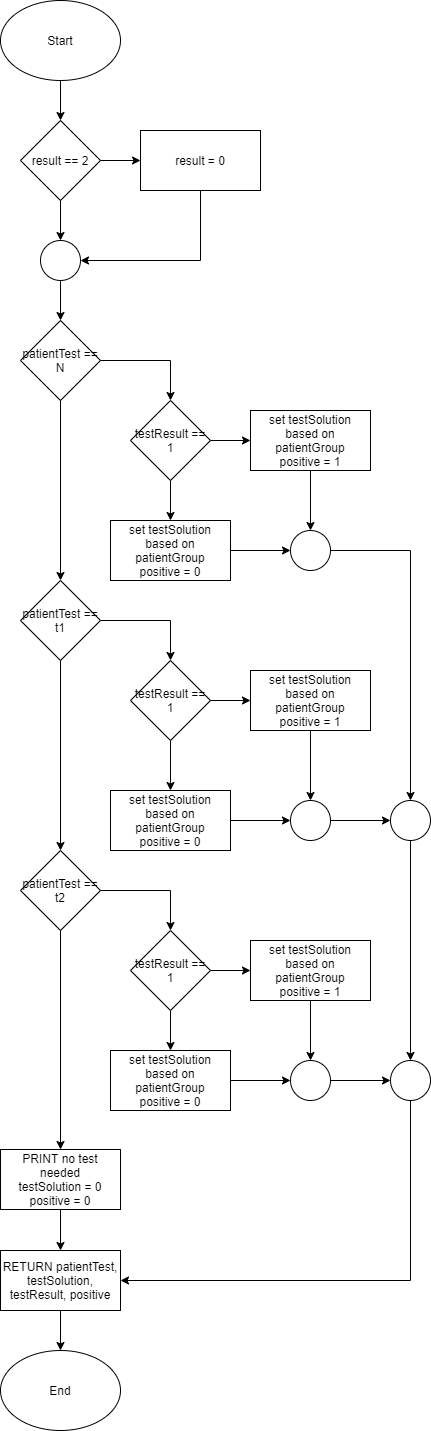 Start
result == 2
result = 0
patientTest ==
N
testResult ==
1
set testSolution
based on
patientGroup
positive = 1
set testSolution
based on
patientGroup
positive = 0
patientTest ==
t1
testResult ==
1
set testSolution
based on
patientGroup
positive = 1
set testSolution
based on
patientGroup
positive = 0
patientTest ==
t2
testResult ==
1
set testSolution
based on
patientGroup
positive = 1
set testSolution
based on
patientGroup
positive = 0
PRINT no test
needed
testSolution = 0
positive = 0
RETURN patientTest,
testSolution,
testResult, positive
End